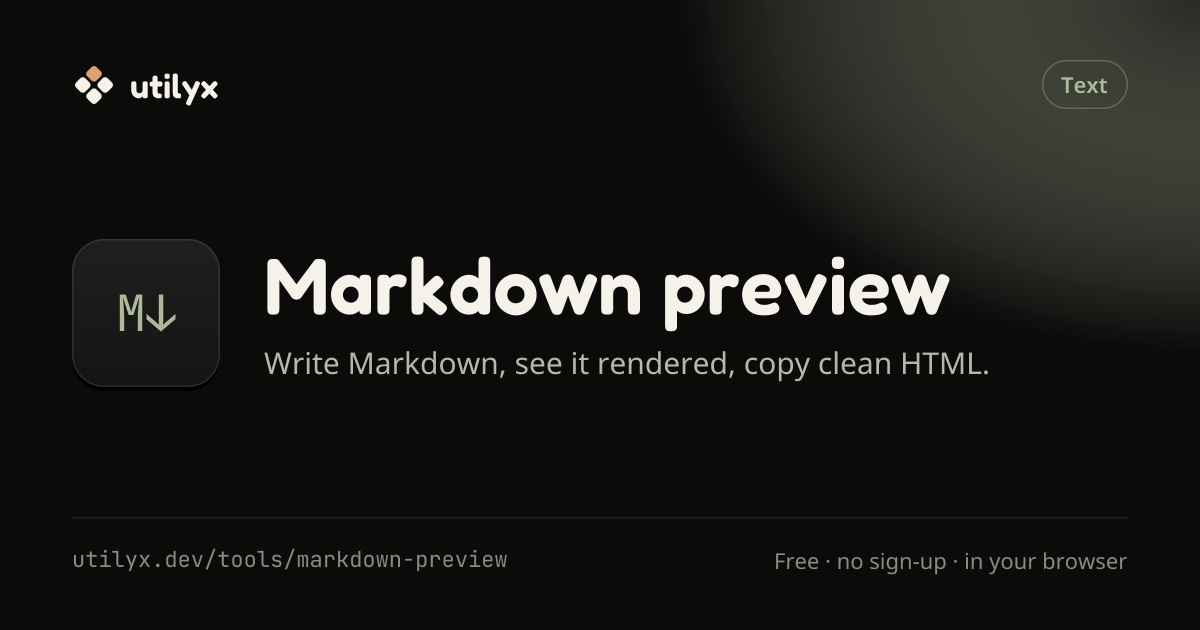 utilyx
Text
M↓
Markdown preview
Write Markdown, see it rendered, copy clean HTML.
utilyx.dev/tools/markdown-preview
Free · no sign-up · in your browser